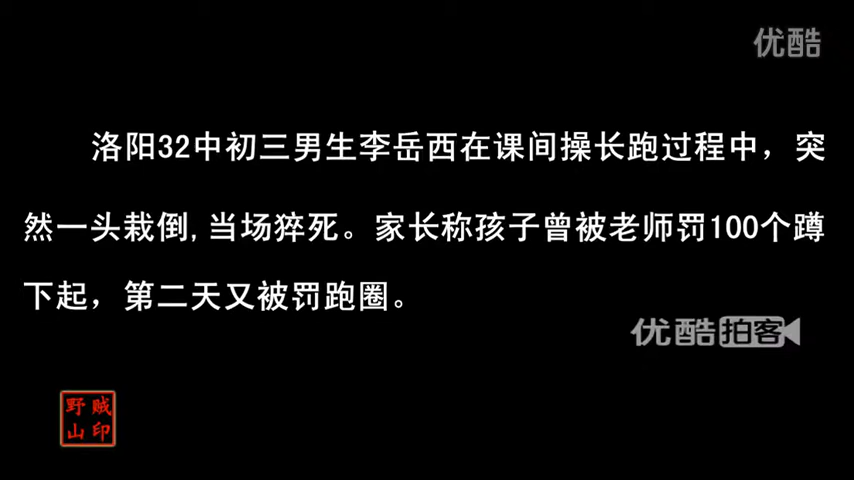 优酷
洛阳32中初三男生李岳西在课间操长跑过程中，突
然一头栽倒,当场猝死。家长称孩子曾被老师罚100个蹲
下起，第二天又被罚跑圈。
优酷拍客
野贼
山印